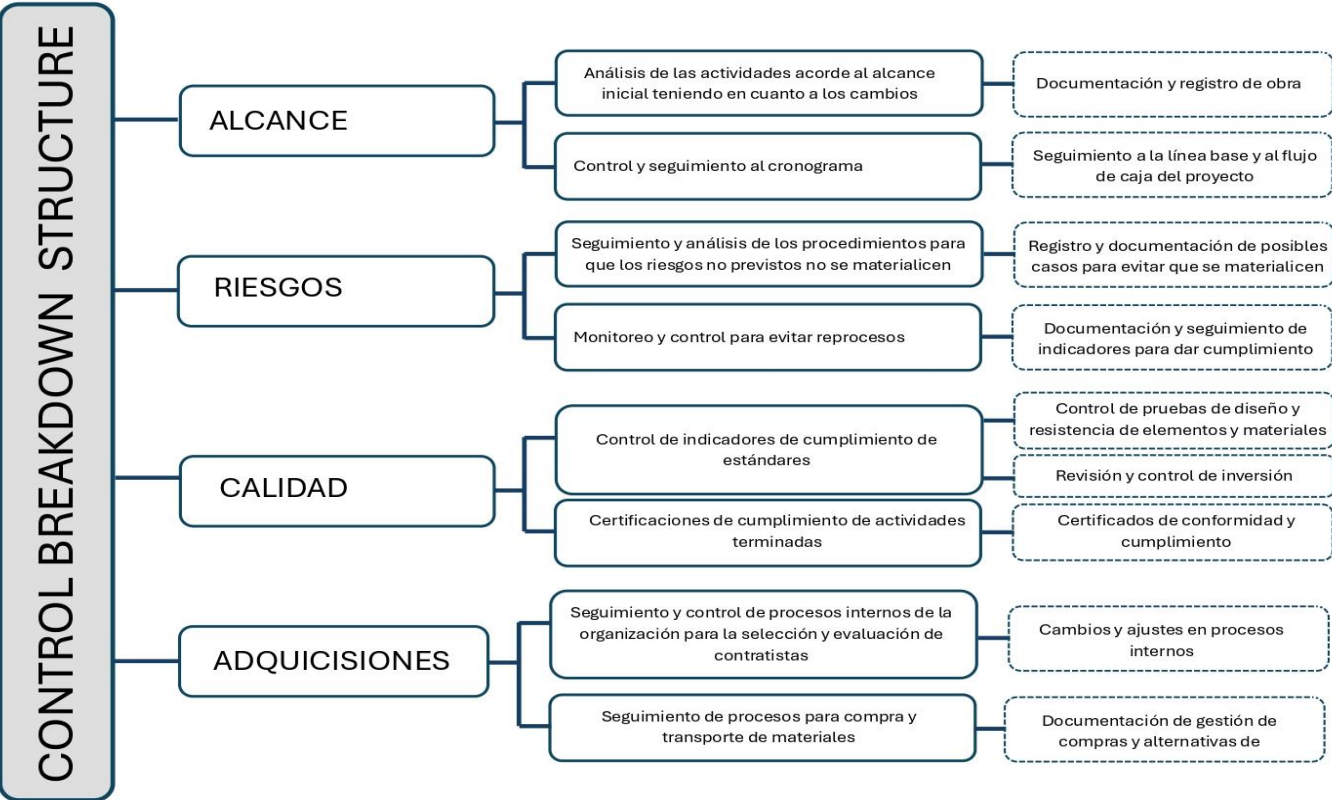 CONTROL BREAKDOWN STRUCTURE
ALCANCE
Análisis de las actividades acorde al alcance
inicial teniendo en cuanto a los cambios
Documentación y registro de obra
Control y seguimiento al cronograma
Seguimiento a la línea base y al flujo
de caja del proyecto
RIESGOS
Seguimiento y análisis de los procedimientos para
que los riesgos no previstos no se materialicen
Registro y documentación de posibles
casos para evitar que se materialicen
Monitoreo y control para evitar reprocesos
Documentación y seguimiento de
indicadores para dar cumplimiento
CALIDAD
Control de indicadores de cumplimiento de
estándares
Control de pruebas de diseño y
resistencia de elementos y materiales
Revisión y control de inversión
Certificaciones de cumplimiento de actividades
terminadas
Certificados de conformidad y
cumplimiento
ADQUICISIONES
Seguimiento y control de procesos internos de la
organización para la selección y evaluación de
contratistas
Cambios y ajustes en procesos
internos
Seguimiento de procesos para compra y
transporte de materiales
Documentación de gestión de
compras y alternativas de